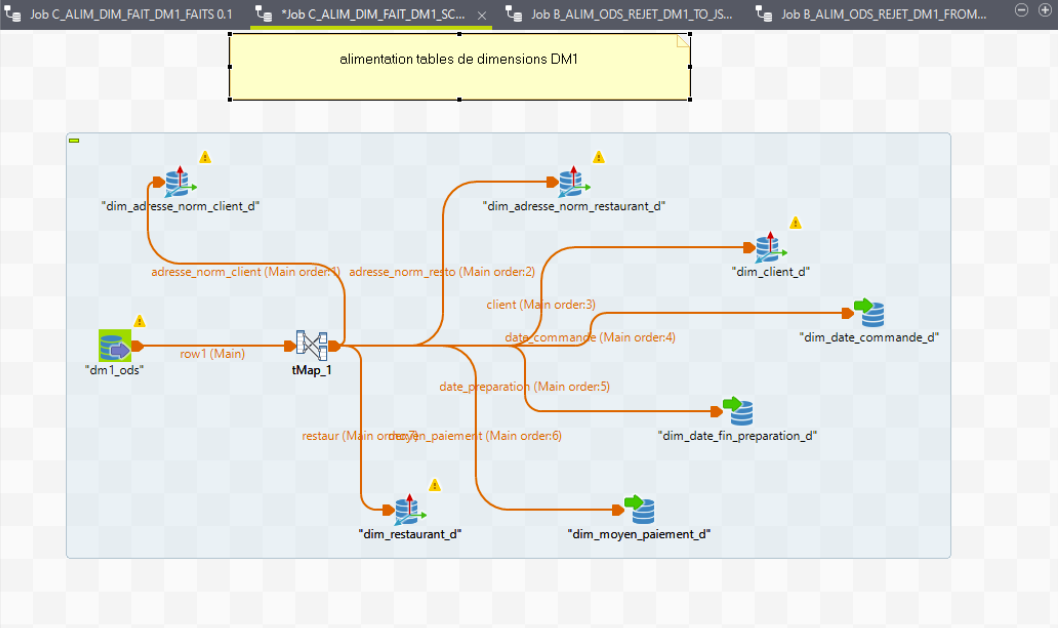 Job C_ALIM_DIM_FAIT_DM1_FAITS 0.1
*Job C_ALIM_DIM_FAIT_DM1_SC...
Job B_ALIM_ODS_REJET_DM1_TO_JS...
Job B_ALIM_ODS_REJET_DM1_FROM...
alimentation tables de dimensions DM1
"dim_adresse_norm_client_d"
"dim_adresse_norm_restaurant_d"
"dim_client_d"
adresse_norm_client (Main order:1)
adresse_norm_resto (Main order:2)
client (Main order:3)
date_commande (Main order:4)
"dim_date_commande_d"
row1 (Main)
"dm1_ods"
tMap_1
date_preparation (Main order:5)
restaur (Main order:7)
moyen_paiement (Main order:6)
"dim_date_fin_preparation_d"
"dim_restaurant_d"
"dim_moyen_paiement_d"